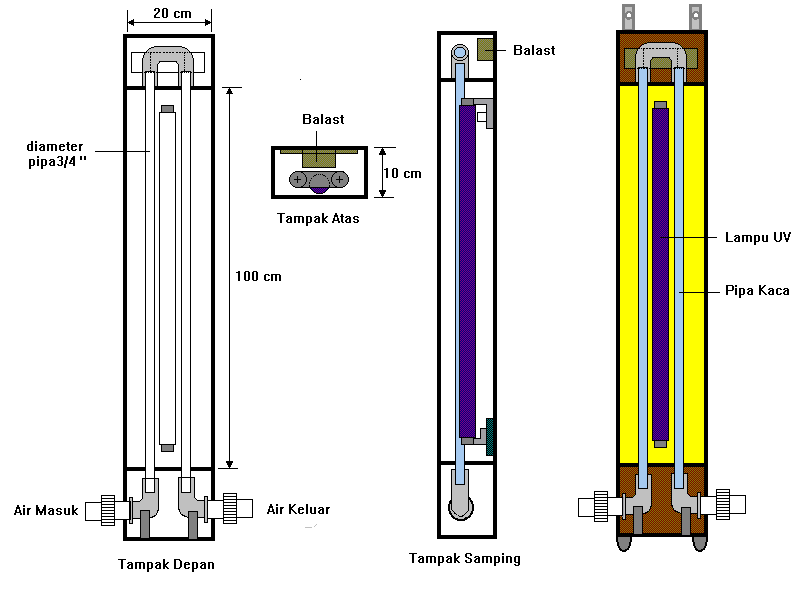 20 cm
Balast
diameter
pipa3/4 "
Balast
10 cm
Tampak Atas
Lampu UV
100 cm
Pipa Kaca
Air Masuk
Air Keluar
Tampak Depan
Tampak Samping